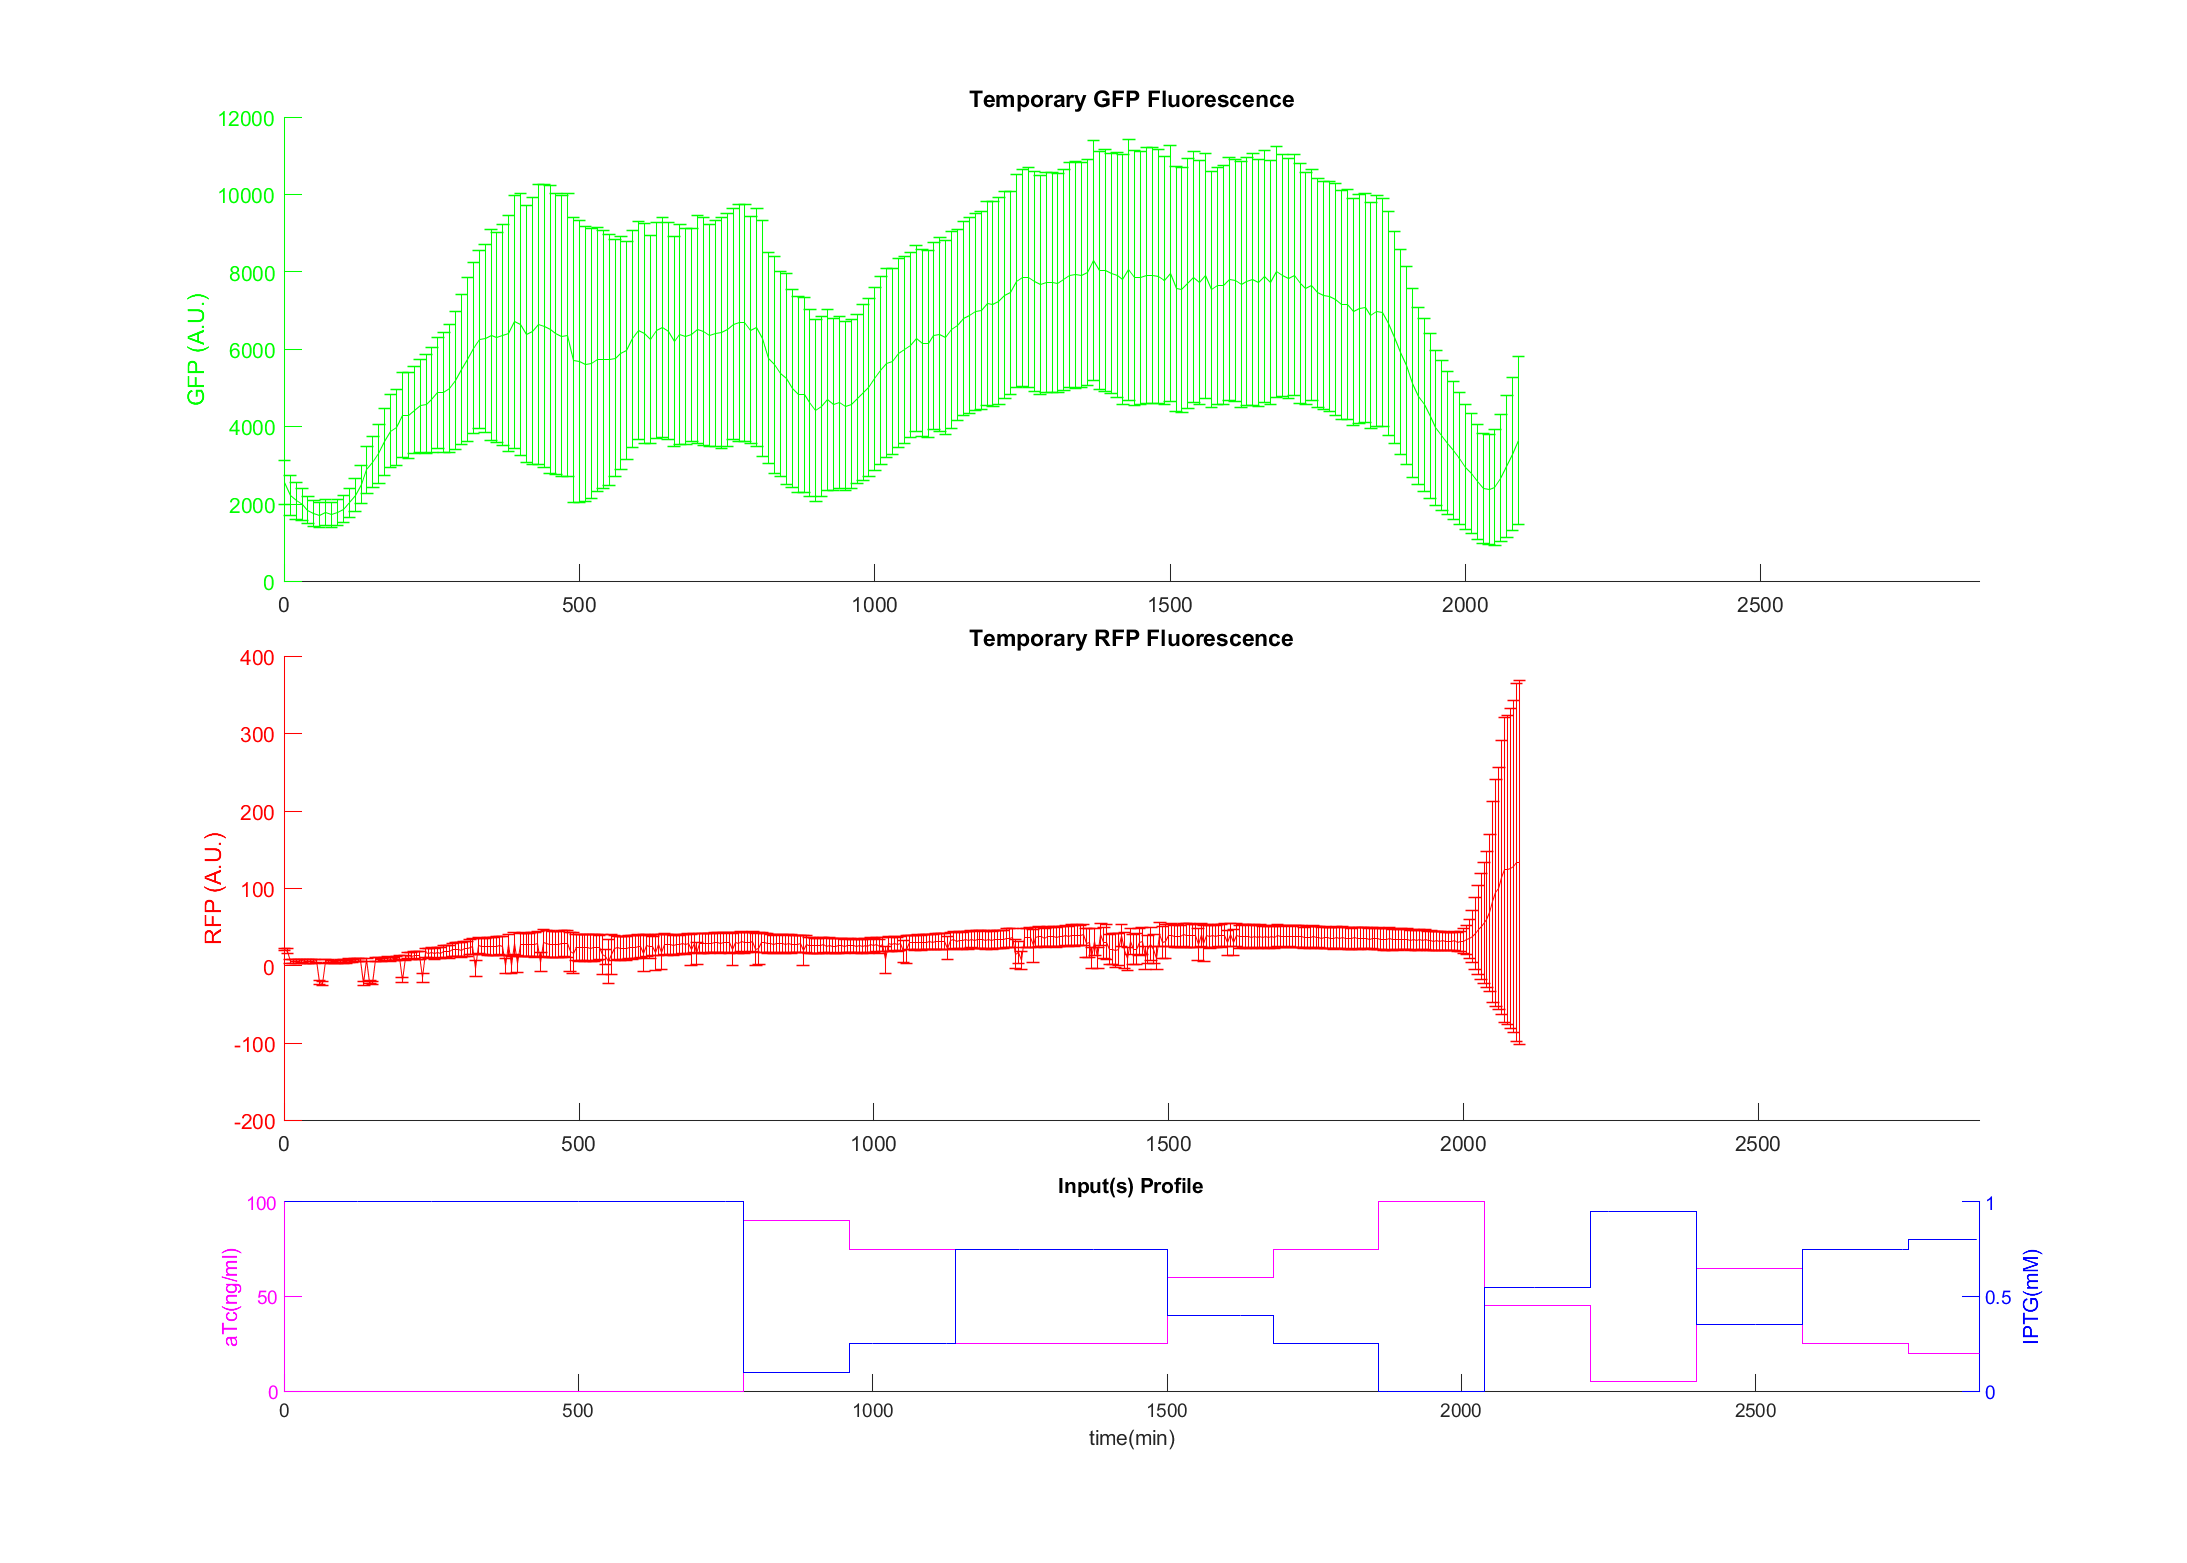 Temporary GFP Fluorescence
12000
10000
8000
6000
4000
2000
0
GFP (A.U.)
0 500 1000 1500 2000 2500
Temporary RFP Fluorescence
400
300
200
100
0
-100
-200
RFP (A.U.)
0 500 1000 1500 2000 2500
Input(s) Profile
100
50
0
aTc(ng/ml)
1
0.5
0
IPTG(mM)
0 500 1000 1500 2000 2500
time(min)